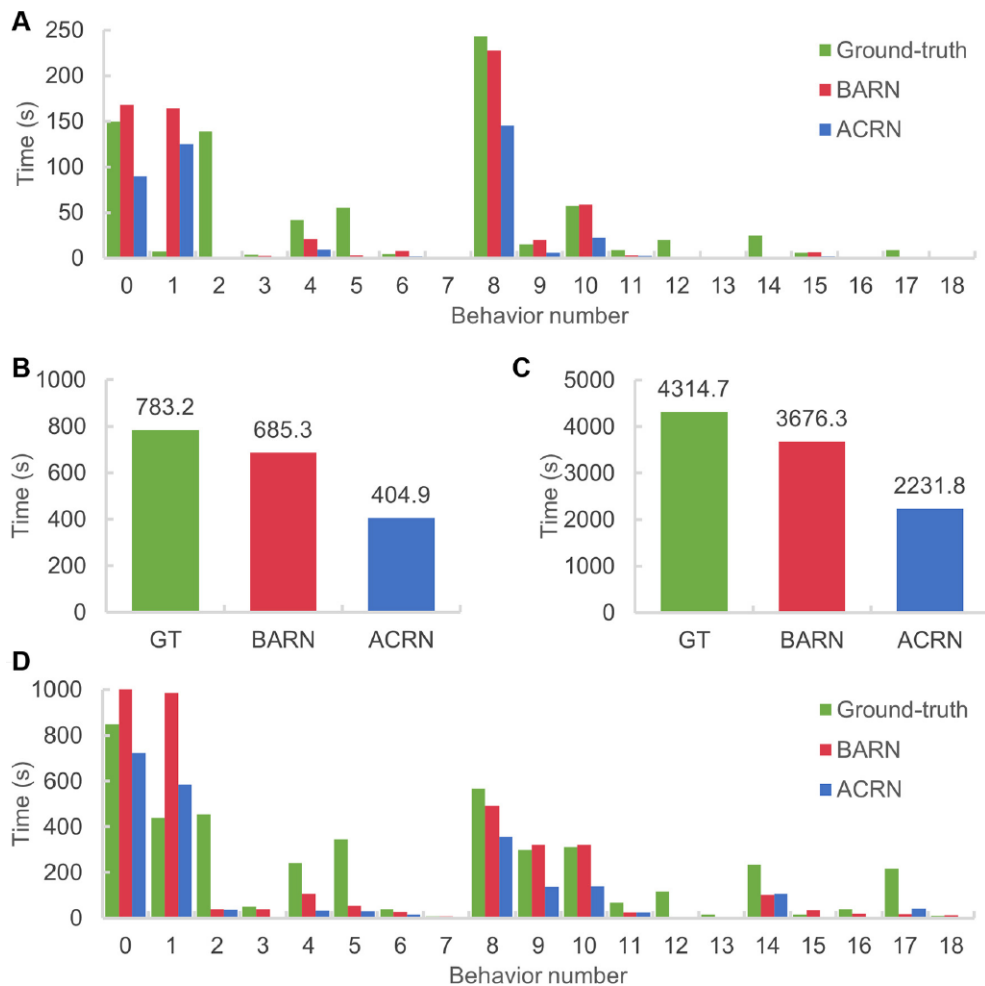 A
250
200
150
100
50
0
Time (s)
Ground-truth
BARN
ACRN
0 1 2 3 4 5 6 7 8 9 10 11 12 13 14 15 16 17 18
Behavior number
B
1000
800
600
400
200
0
Time (s)
783.2
685.3
404.9
GT BARN ACRN
C
5000
4000
3000
2000
1000
0
Time (s)
4314.7
3676.3
2231.8
GT BARN ACRN
D
1000
800
600
400
200
0
Time (s)
Ground-truth
BARN
ACRN
0 1 2 3 4 5 6 7 8 9 10 11 12 13 14 15 16 17 18
Behavior number